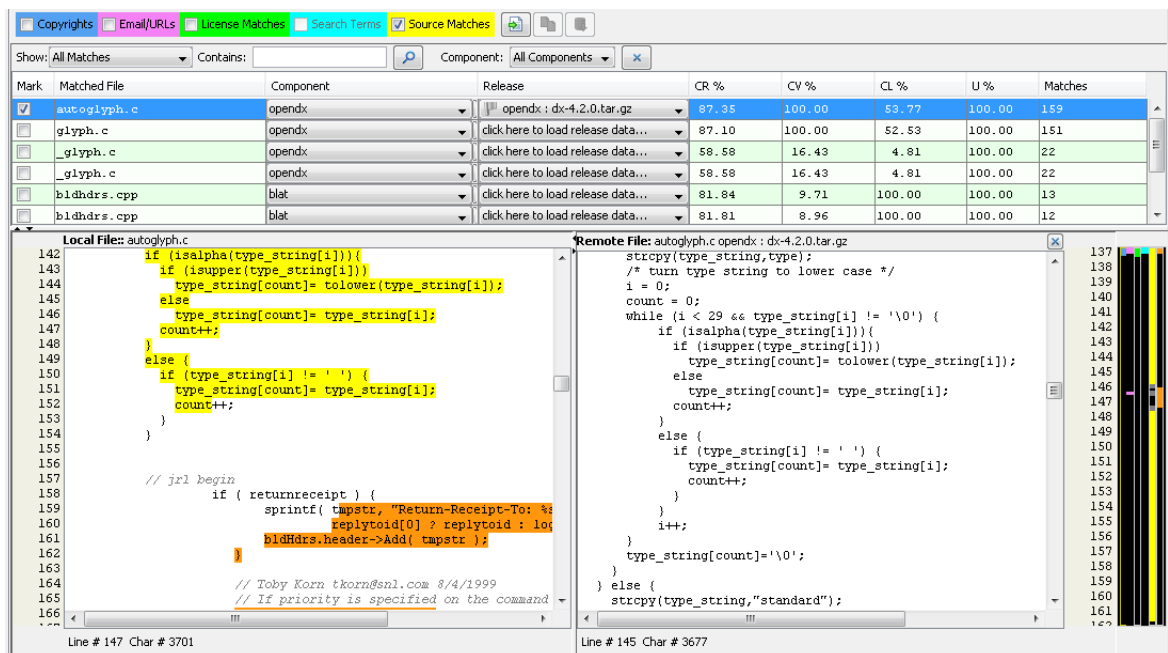 Copyrights Email/URLs License Matches Search Terms Source Matches
Show: All Matches Contains: Component: All Components
Mark Matched File Component Release CR % CV % CL % U % Matches
autoglyph.c opendx opendx : dx-4.2.0.tar.gz 87.35 100.00 53.77 100.00 159
glyph.c opendx click here to load release data... 87.10 100.00 52.53 100.00 151
_glyph.c opendx click here to load release data... 58.58 16.43 4.81 100.00 22
_glyph.c opendx click here to load release data... 58.58 16.43 4.81 100.00 22
bldhdrs.cpp blat click here to load release data... 81.84 9.71 100.00 100.00 13
bldhdrs.cpp blat click here to load release data... 81.81 8.96 100.00 100.00 12
Local File:: autoglyph.c
142 if (isalpha(type_string[i])){
143 if (isupper(type_string[i]))
144 type_string[count]= tolower(type_string[i]);
145 else
146 type_string[count]= type_string[i];
147 count++;
148 }
149 else {
150 if (type_string[i] != ' ') {
151 type_string[count]= type_string[i];
152 count++;
153 }
154 }
155
156
157 // jrl begin
158 if ( returnreceipt ) {
159 sprintf( tmpstr, "Return-Receipt-To: %s
160 replytoid[0] ? replytoid : log
161 bldHdrs.header->Add( tmpstr );
162 }
163
164 // Toby Korn tkorn@snl.com 8/4/1999
165 // If priority is specified on the command
166
Line # 147 Char # 3701
Remote File: autoglyph.c opendx : dx-4.2.0.tar.gz
strcpy(type_string,type);
/* turn type string to lower case */
i = 0;
count = 0;
while (i < 29 && type_string[i] != '\0') {
if (isalpha(type_string[i])){
if (isupper(type_string[i]))
type_string[count]= tolower(type_string[i]);
else
type_string[count]= type_string[i];
count++;
}
else {
if (type_string[i] != ' ') {
type_string[count]= type_string[i];
count++;
}
}
i++;
}
type_string[count]='\0';
}
} else {
strcpy(type_string,"standard");
Line # 145 Char # 3677
137
138
139
140
141
142
143
144
145
146
147
148
149
150
151
152
153
154
155
156
157
158
159
160
161